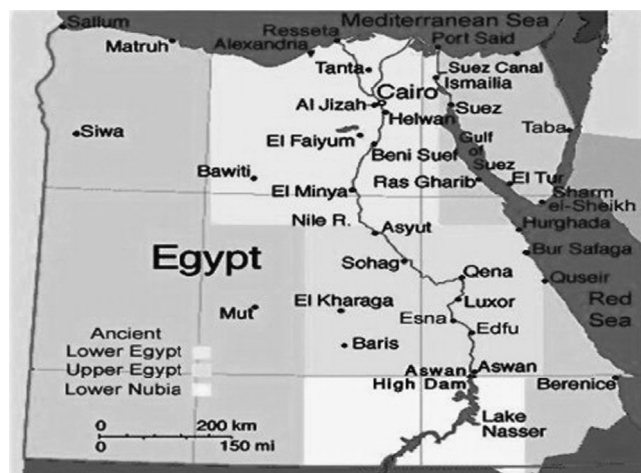 Mediterranean Sea
Sallum
Resseta
Matruh
Alexandria
Port Said
Tanta
Suez Canal
Ismailia
Cairo
Al Jizah
Suez
Helwan
Siwa
Taba
El Faiyum
Gulf
of
Suez
Beni Suef
Bawiti
Ras Gharib
El Tur
El Minya
Sharm
el-Sheikh
Nile R.
Asyut
Hurghada
Bur Safaga
Egypt
Sohag
Qena
Quseir
Red
Sea
Mut
El Kharaga
Luxor
Esna
Edfu
Ancient
Lower Egypt
Upper Egypt
Lower Nubia
Baris
Aswan
High Dam
Aswan
Berenice
0 200 km
0 150 mi
Lake
Nasser